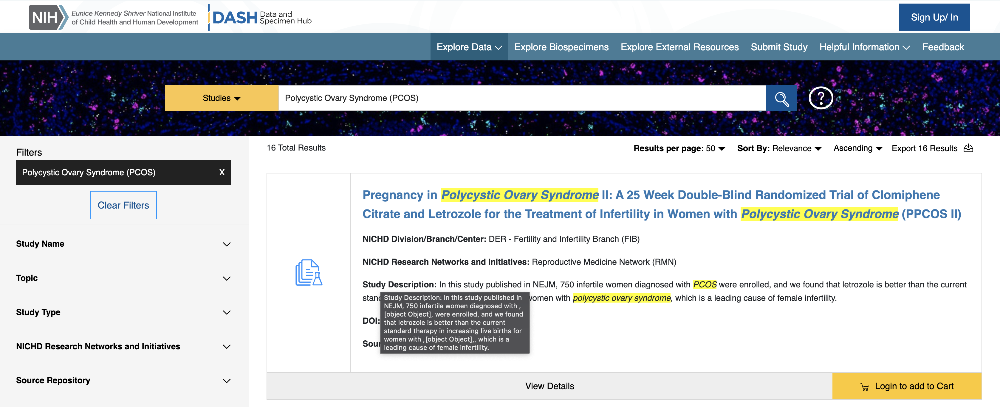 NIH
Eunice Kennedy Shriver National Institute
of Child Health and Human Development
DASH
Data and
Specimen Hub
Sign Up/ In
Explore Data
Explore Biospecimens
Explore External Resources
Submit Study
Helpful Information
Feedback
Studies
Polycystic Ovary Syndrome (PCOS)
?
Filters
Polycystic Ovary Syndrome (PCOS)
X
Clear Filters
Study Name
Topic
Study Type
NICHD Research Networks and Initiatives
Source Repository
16 Total Results
Results per page: 50
Sort By: Relevance
Ascending
Export 16 Results
Pregnancy in Polycystic Ovary Syndrome II: A 25 Week Double-Blind Randomized Trial of Clomiphene
Citrate and Letrozole for the Treatment of Infertility in Women with Polycystic Ovary Syndrome (PPCOS II)
NICHD Division/Branch/Center: DER - Fertility and Infertility Branch (FIB)
NICHD Research Networks and Initiatives: Reproductive Medicine Network (RMN)
Study Description: In this study published in NEJM, 750 infertile women diagnosed with PCOS were enrolled, and we found that letrozole is better than the current
women with polycystic ovary syndrome, which is a leading cause of female infertility.
DOI:
Study Description: In this study published in
NEJM, 750 infertile women diagnosed with ,
[object Object], were enrolled, and we found
that letrozole is better than the current
standard therapy in increasing live births for
women with ,[object Object],, which is a
leading cause of female infertility.
View Details
Login to add to Cart